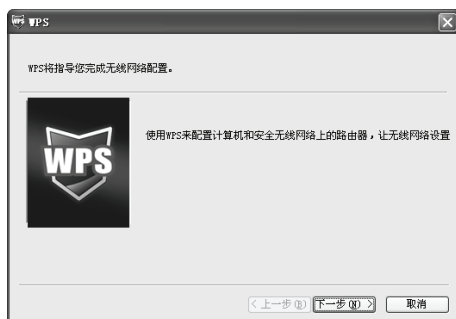 WPS
WPS将指导您完成无线网络配置。
WPS
使用WPS来配置计算机和安全无线网络上的路由器，让无线网络设置
< 上一步(B) 下一步(N) > 取消